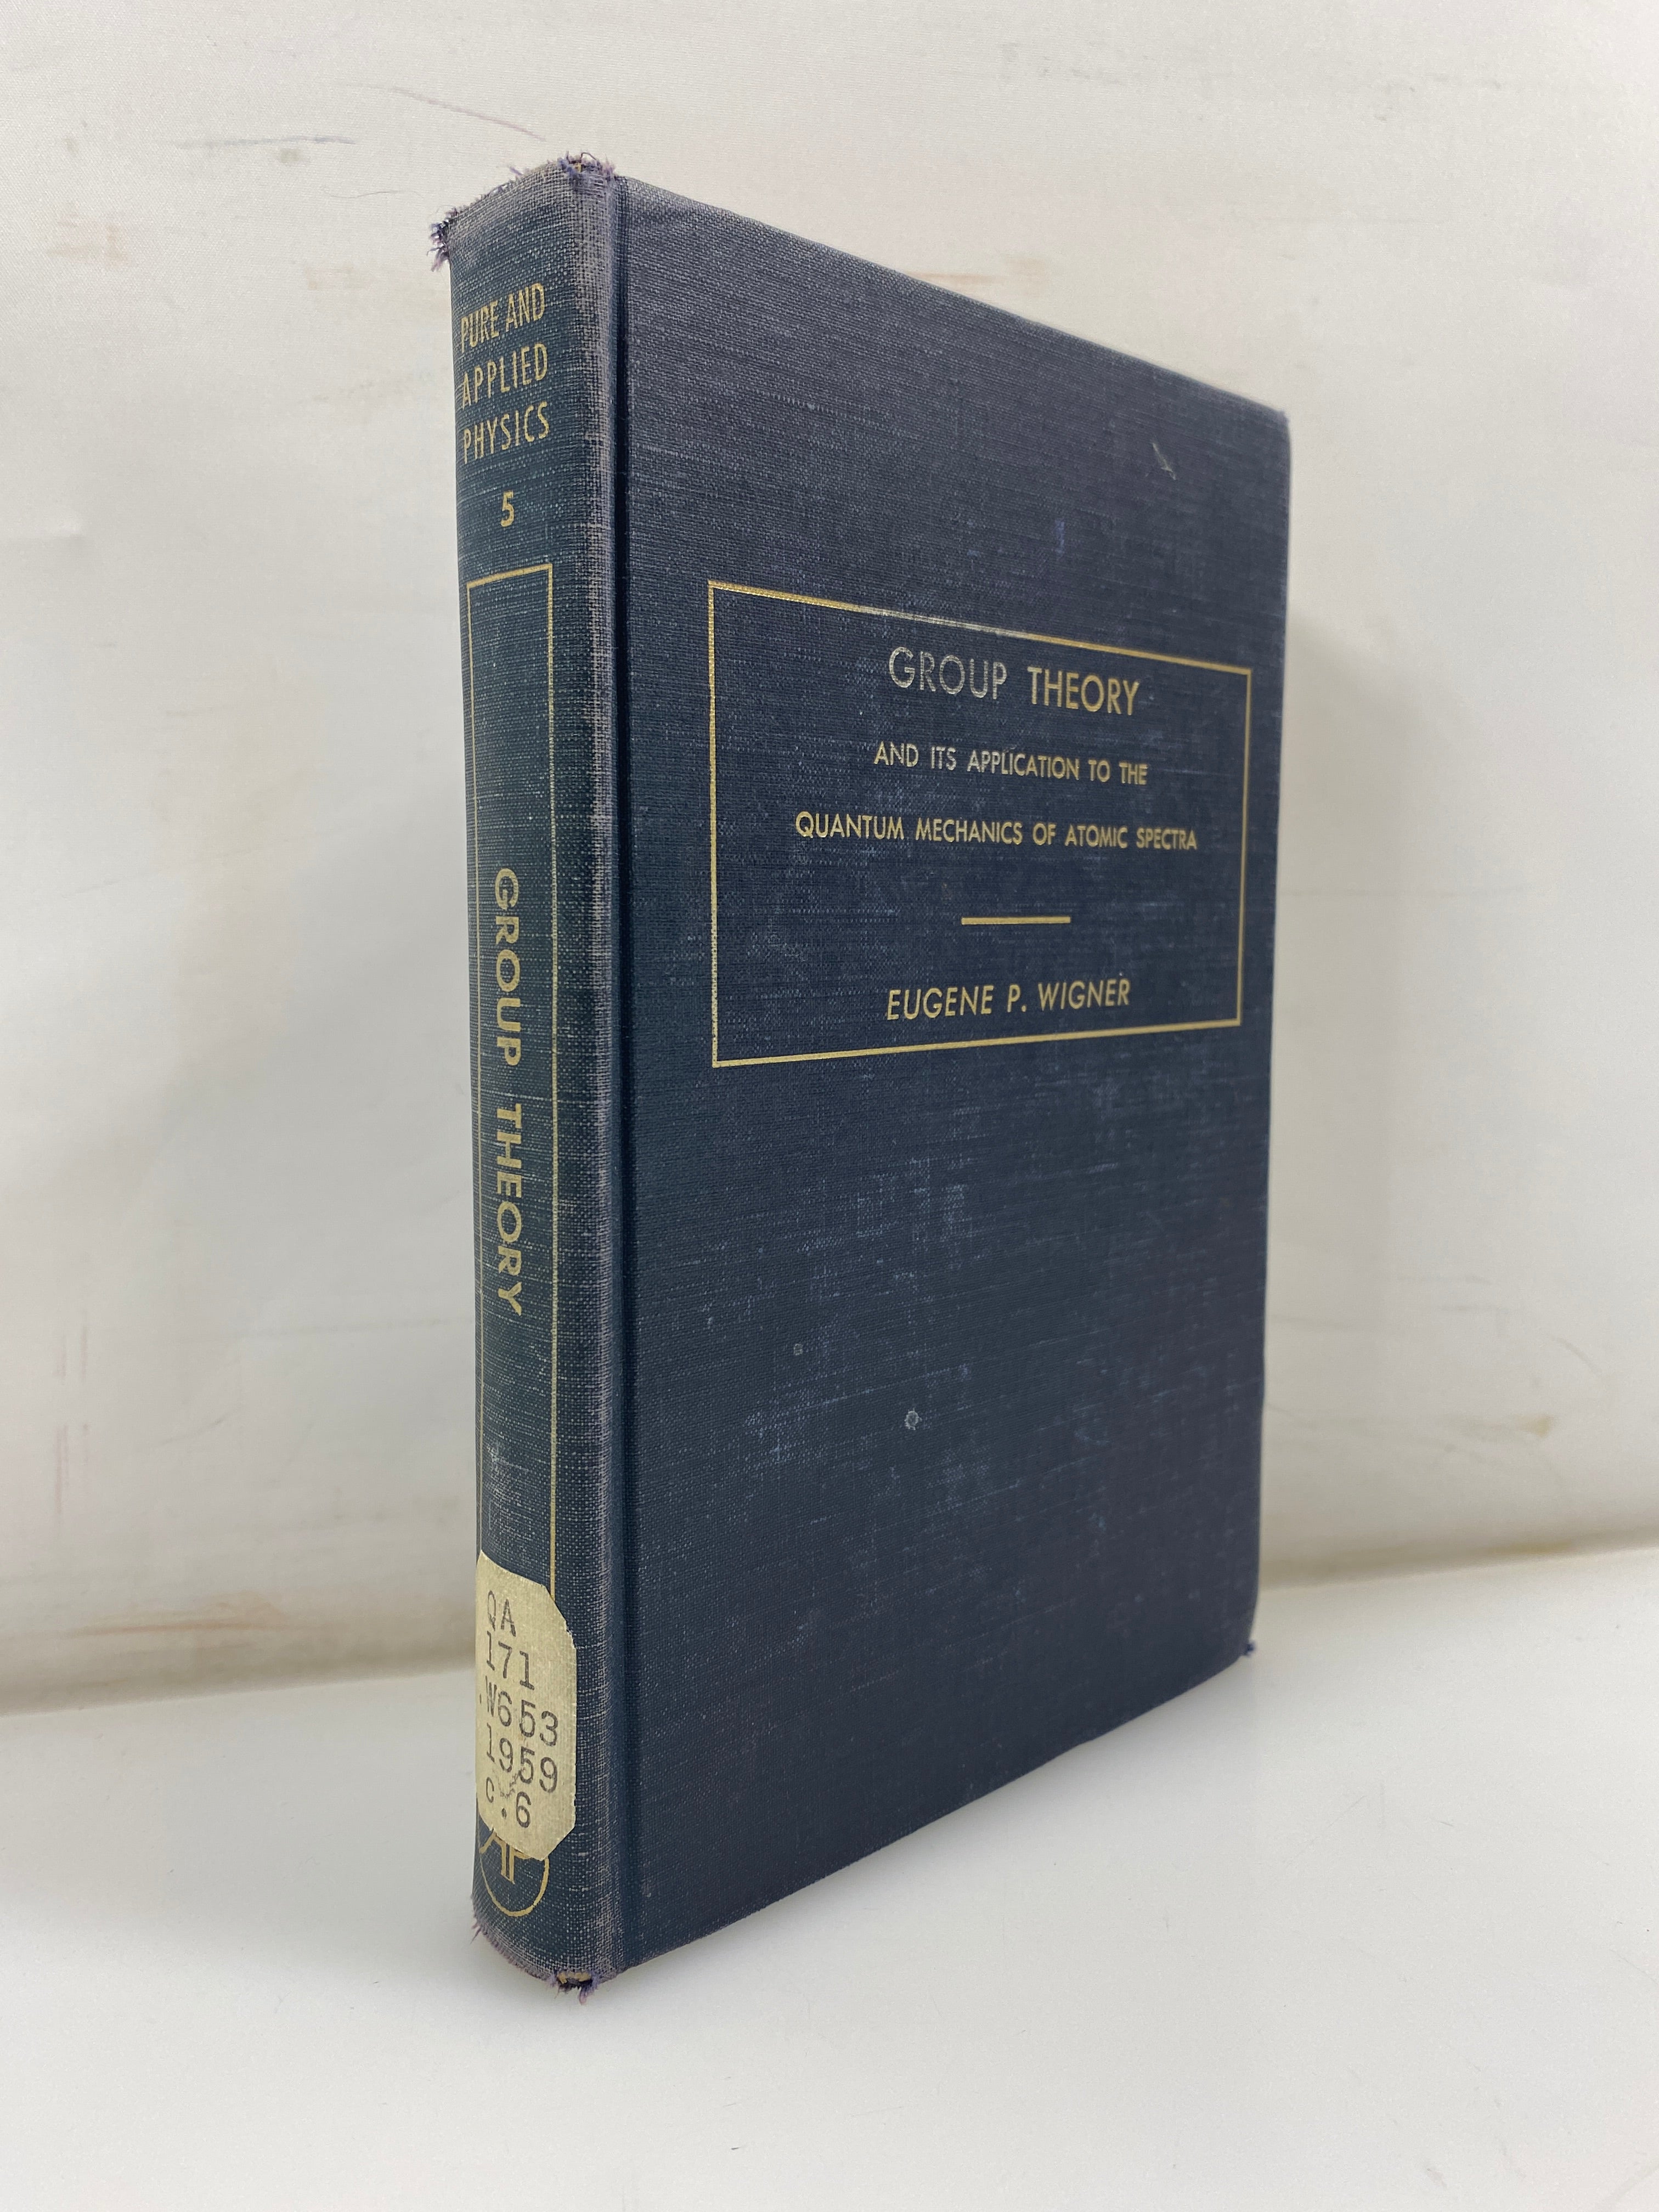 PURE AND
APPLIED
PHYSICS
5
GROUP THEORY
QA
171
.W653
1959
c.6
AP
GROUP THEORY
AND ITS APPLICATION TO THE
QUANTUM MECHANICS OF ATOMIC SPECTRA
EUGENE P. WIGNER